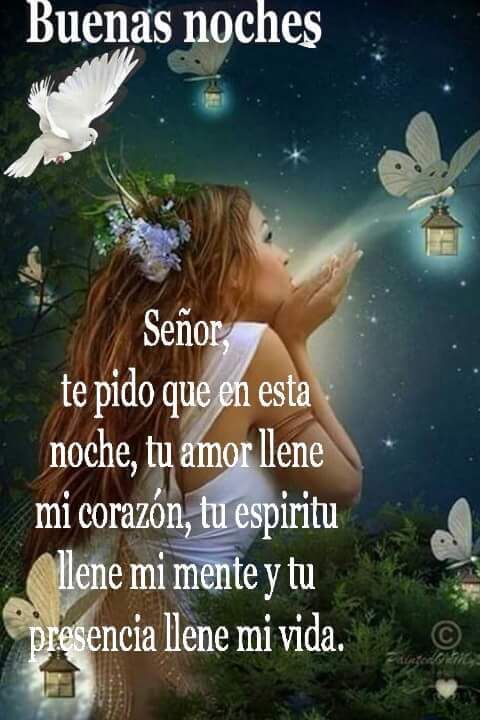 Buenas noches
Señor,
te pido que en esta
noche, tu amor llene
mi corazón, tu espiritu
llene mi mente y tu
presencia llene mi vida.
©